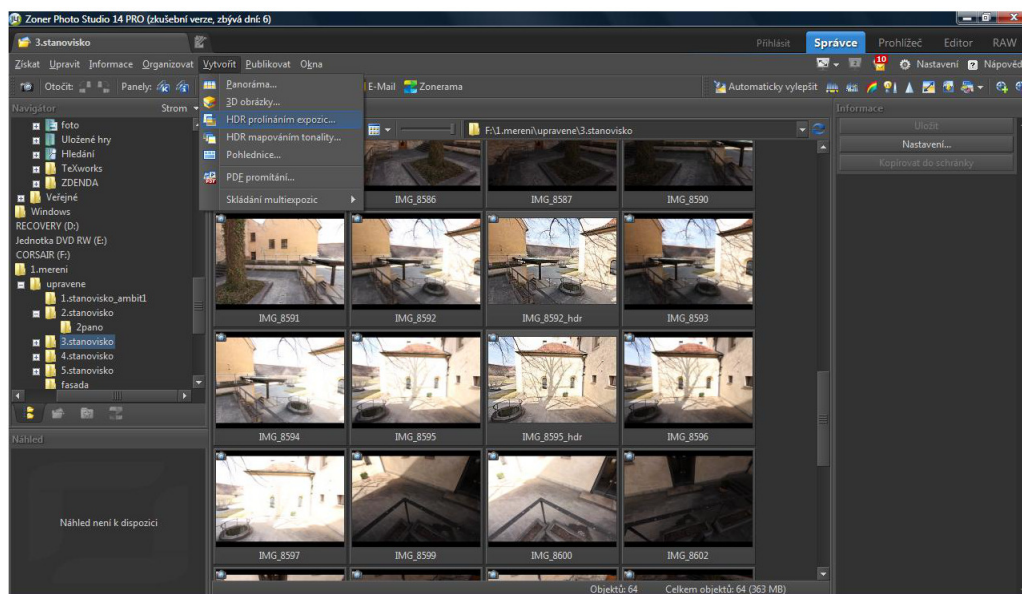 Zoner Photo Studio 14 PRO (zkušební verze, zbývá dní: 6)
3.stanovisko
Přihlásit Správce Prohlížeč Editor RAW
Získat Upravit Informace Organizovat Vytvořit Publikovat Okna
10 Nastavení Nápověd
Otočit: Panely: E-Mail Zonerama Automaticky vylepšit
Navigátor Strom
Informace
foto
Uložené hry
Hledání
TeXworks
ZDENDA
Veřejné
Windows
RECOVERY (D:)
Jednotka DVD RW (E:)
CORSAIR (F:)
1.mereni
upravene
1.stanovisko_ambit1
2.stanovisko
2pano
3.stanovisko
4.stanovisko
5.stanovisko
fasada
Panoráma...
3D obrázky...
HDR prolínáním expozic...
HDR mapováním tonality...
Pohlednice...
PDF promítání...
Skládání multiexpozic
F:\1.mereni\upravene\3.stanovisko
Uložit
Nastavení...
Kopírovat do schránky
IMG_8586 IMG_8587 IMG_8590
IMG_8591 IMG_8592 IMG_8592_hdr IMG_8593
IMG_8594 IMG_8595 IMG_8595_hdr IMG_8596
IMG_8597 IMG_8599 IMG_8600 IMG_8602
Náhled
Náhled není k dispozici
Objektů: 64 Celkem objektů: 64 (363 MB)